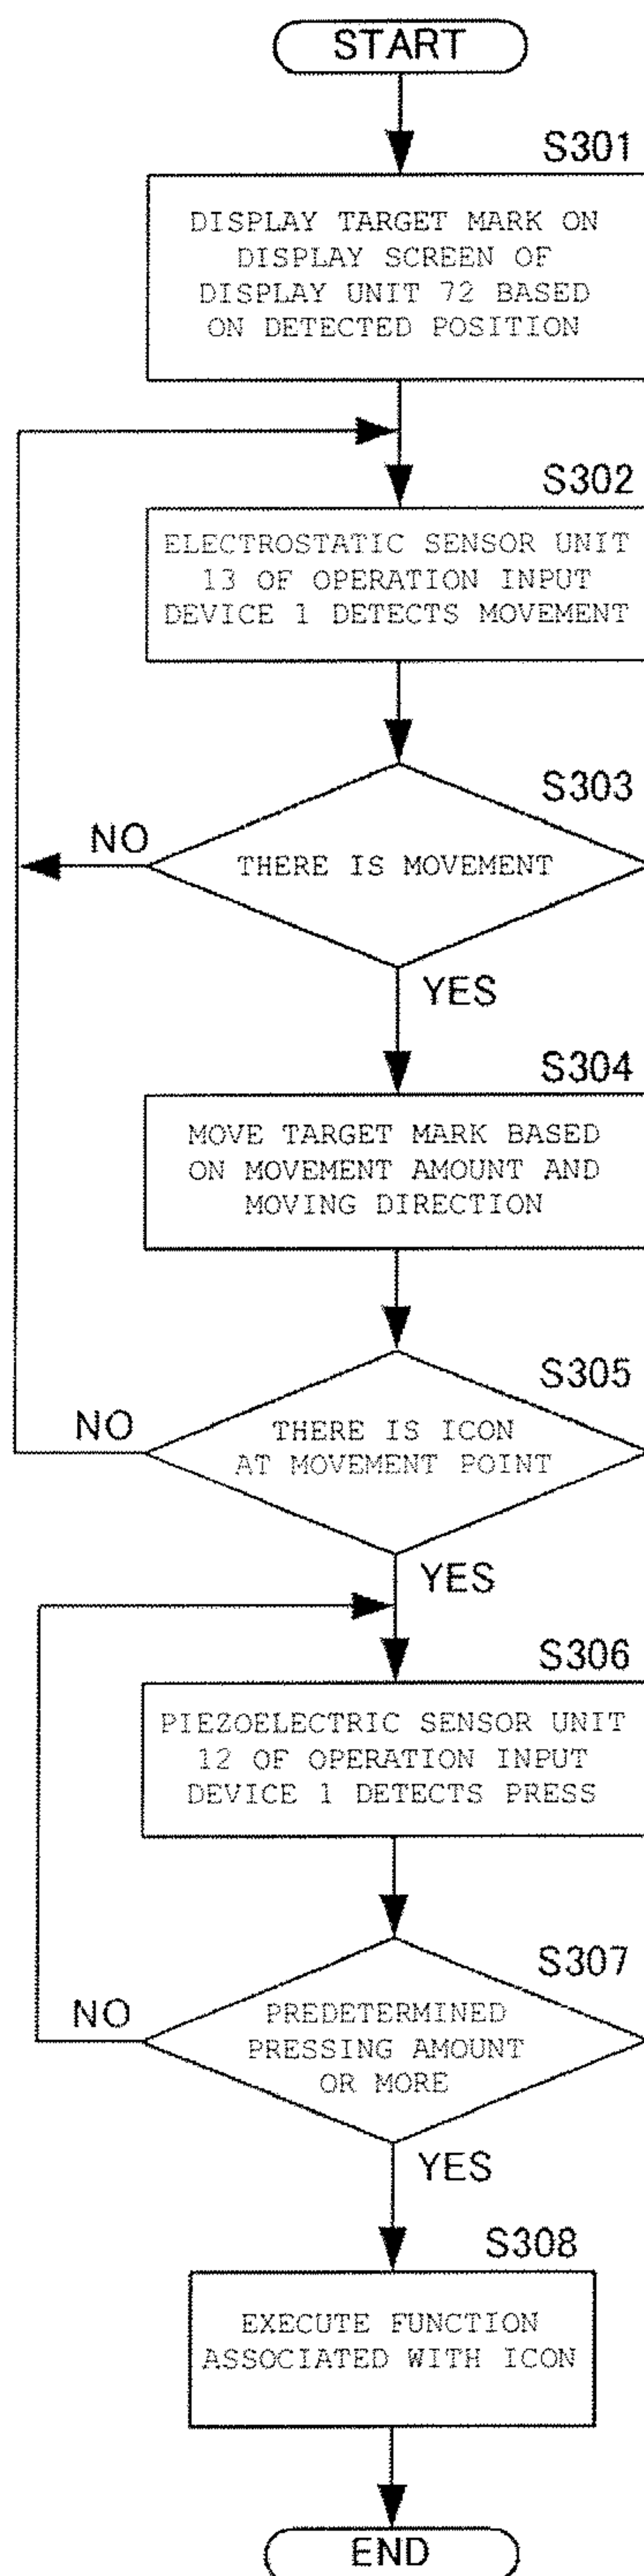 START
S301
DISPLAY TARGET MARK ON
DISPLAY SCREEN OF
DISPLAY UNIT 72 BASED
ON DETECTED POSITION
S302
ELECTROSTATIC SENSOR UNIT
13 OF OPERATION INPUT
DEVICE 1 DETECTS MOVEMENT
S303
NO
THERE IS MOVEMENT
YES
S304
MOVE TARGET MARK BASED
ON MOVEMENT AMOUNT AND
MOVING DIRECTION
S305
NO
THERE IS ICON
AT MOVEMENT POINT
YES
S306
PIEZOELECTRIC SENSOR UNIT
12 OF OPERATION INPUT
DEVICE 1 DETECTS PRESS
S307
NO
PREDETERMINED
PRESSING AMOUNT
OR MORE
YES
S308
EXECUTE FUNCTION
ASSOCIATED WITH ICON
END